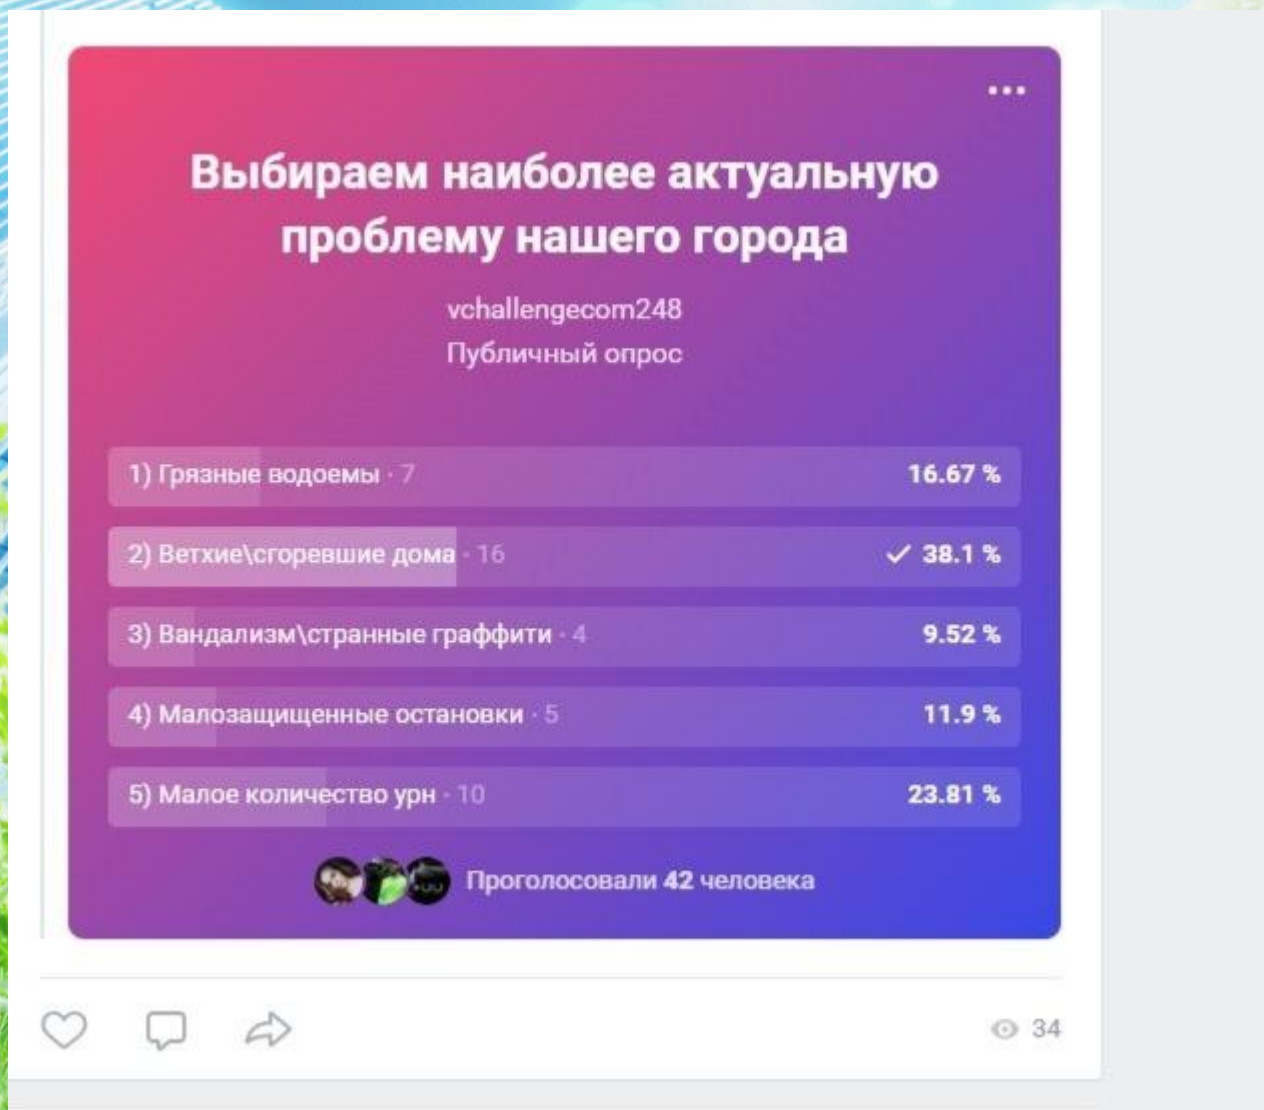 Выбираем наиболее актуальную
проблему нашего города
vchallengecom248
Публичный опрос
1) Грязные водоемы · 7 16.67 %
2) Ветхие\сгоревшие дома · 16 38.1 %
3) Вандализм\странные граффити · 4 9.52 %
4) Малозащищенные остановки · 5 11.9 %
5) Малое количество урн · 10 23.81 %
Проголосовали 42 человека
34